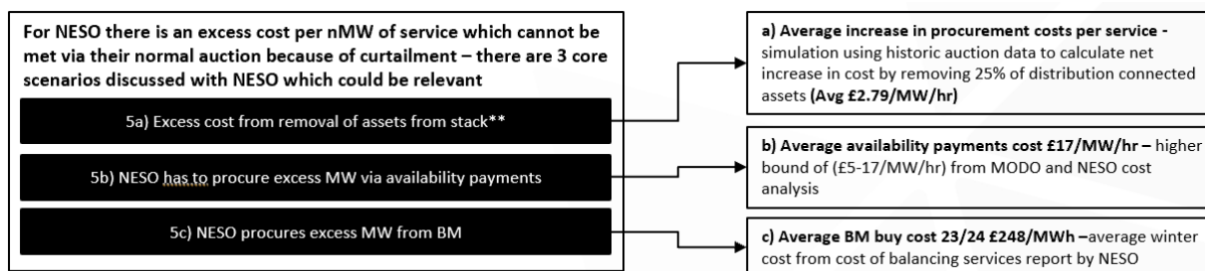 For NESO there is an excess cost per nMW of service which cannot be
met via their normal auction because of curtailment – there are 3 core
scenarios discussed with NESO which could be relevant
5a) Excess cost from removal of assets from stack**
5b) NESO has to procure excess MW via availability payments
5c) NESO procures excess MW from BM
a) Average increase in procurement costs per service -
simulation using historic auction data to calculate net
increase in cost by removing 25% of distribution connected
assets (Avg £2.79/MW/hr)
b) Average availability payments cost £17/MW/hr – higher
bound of (£5-17/MW/hr) from MODO and NESO cost
analysis
c) Average BM buy cost 23/24 £248/MWh –average winter
cost from cost of balancing services report by NESO